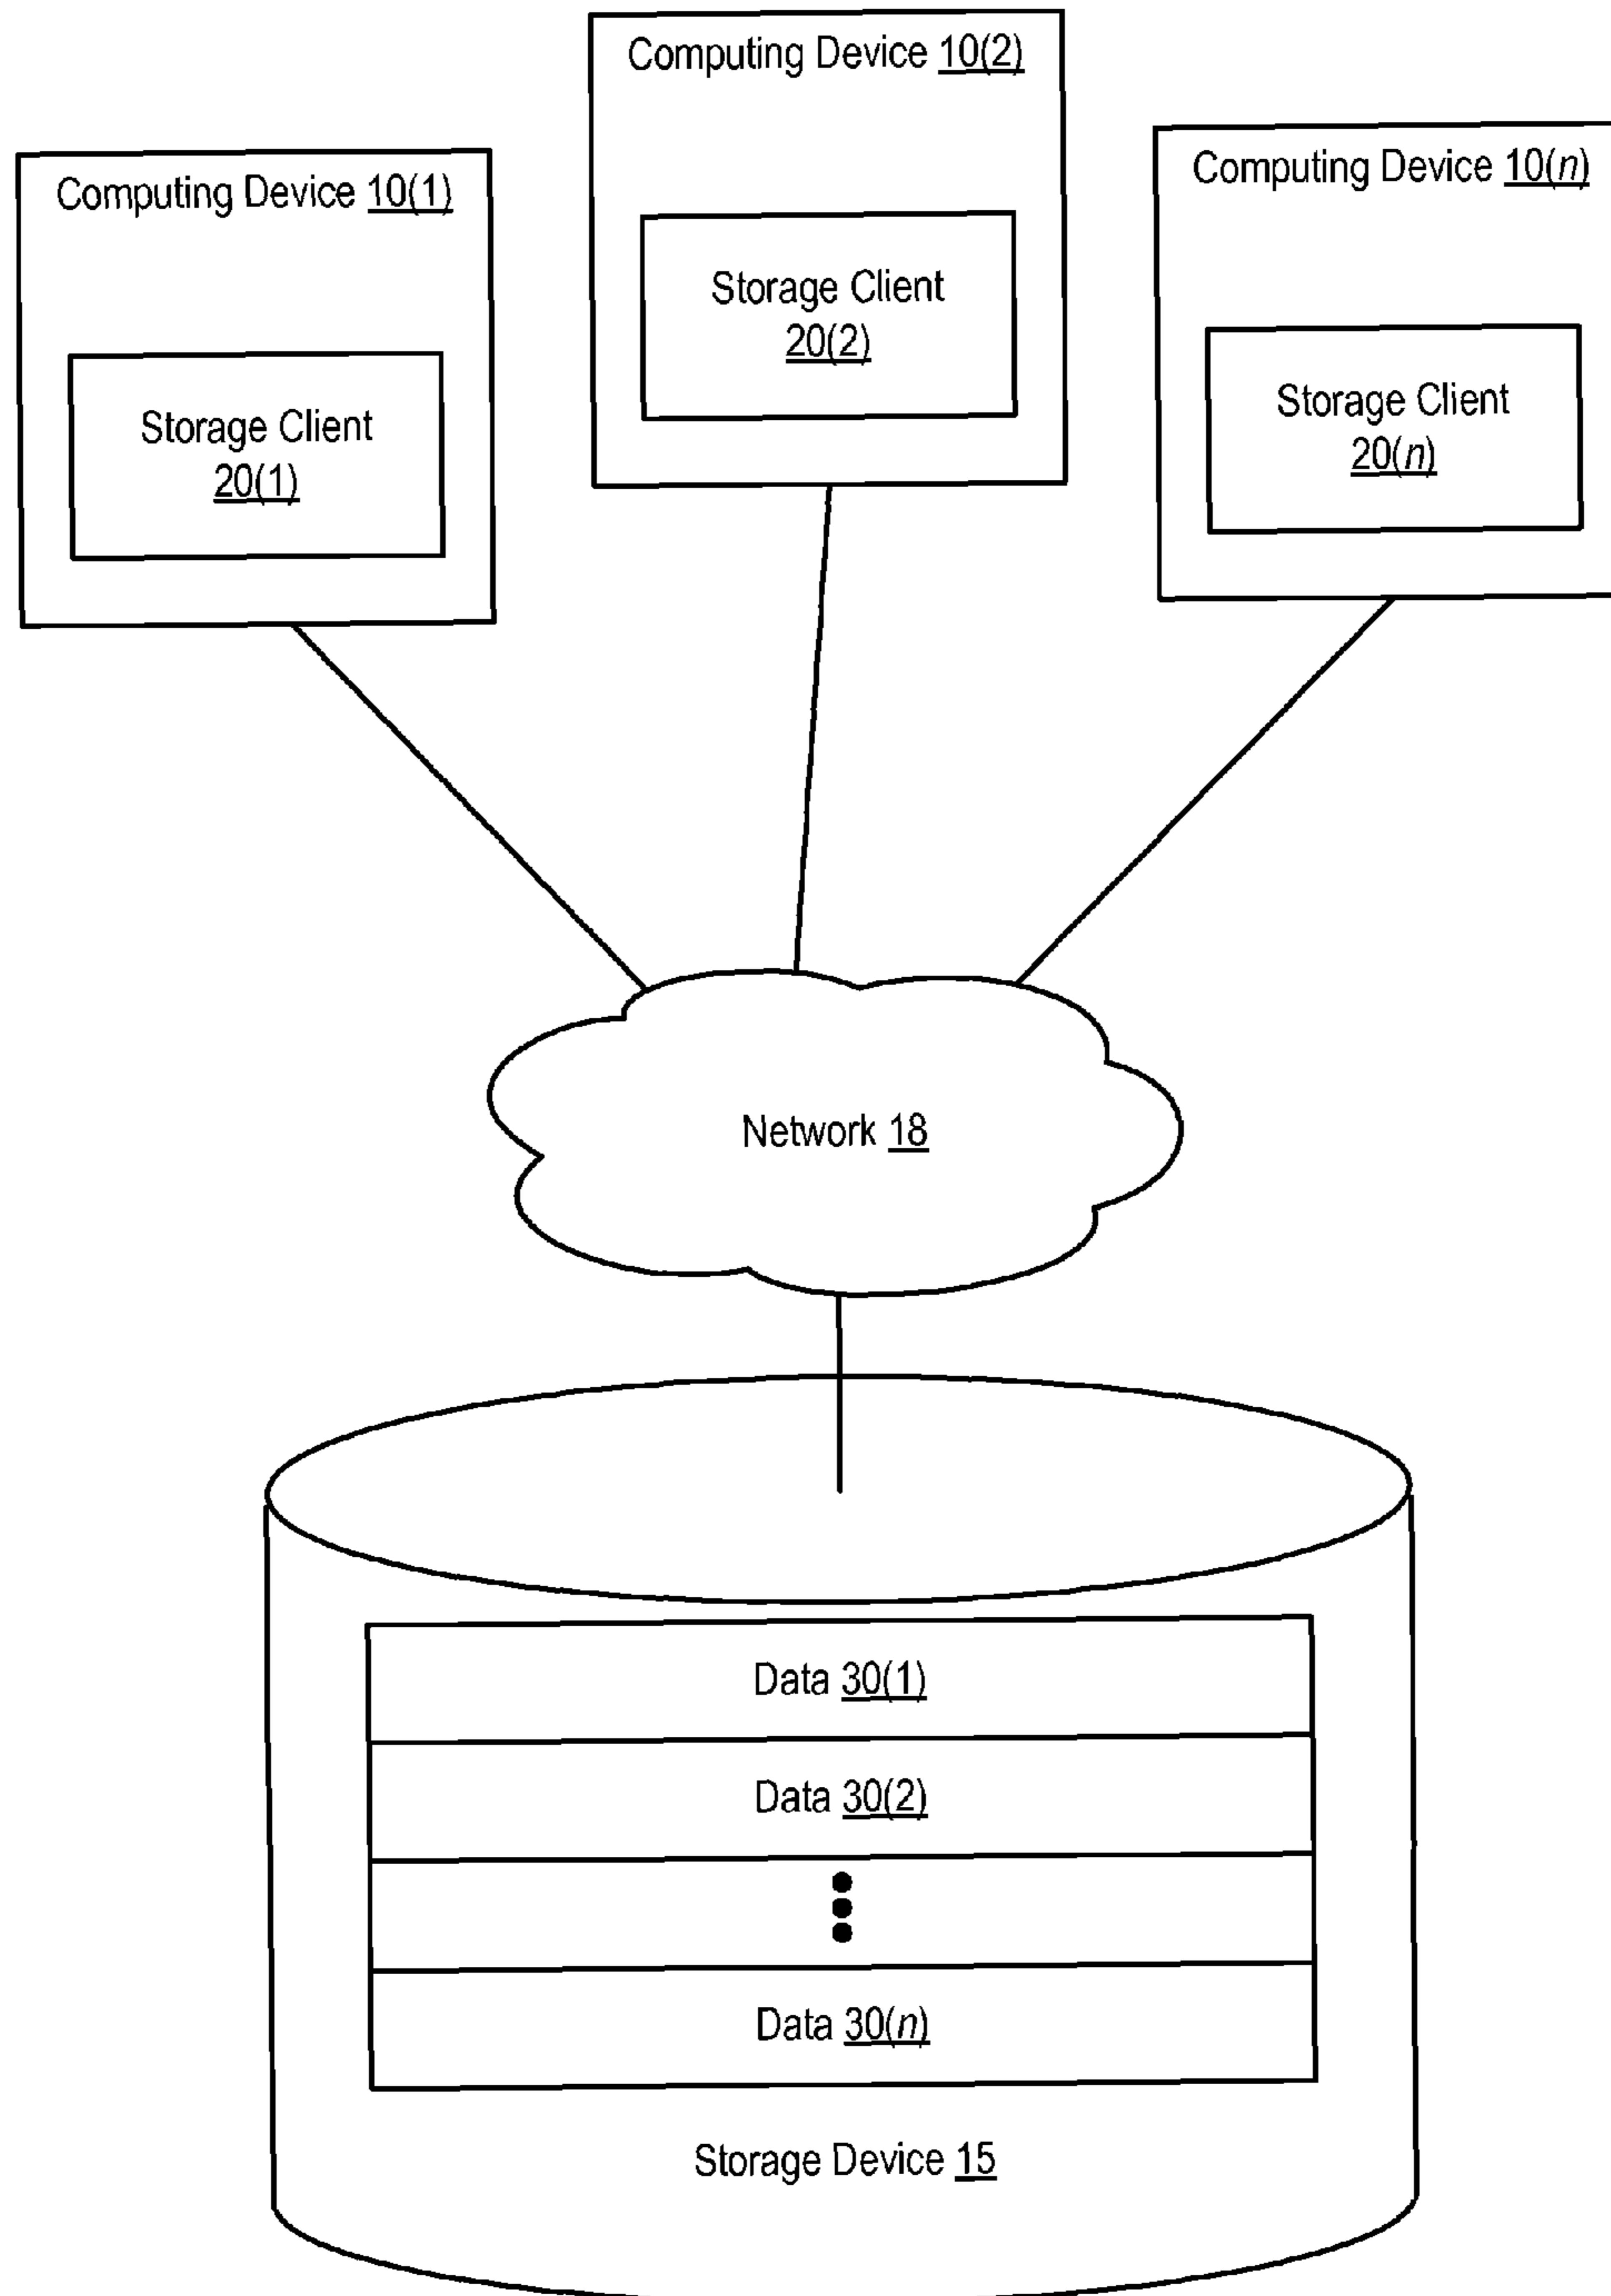 Computing Device 10(1)
Storage Client
20(1)
Computing Device 10(2)
Storage Client
20(2)
Computing Device 10(n)
Storage Client
20(n)
Network 18
Data 30(1)
Data 30(2)
Data 30(n)
Storage Device 15